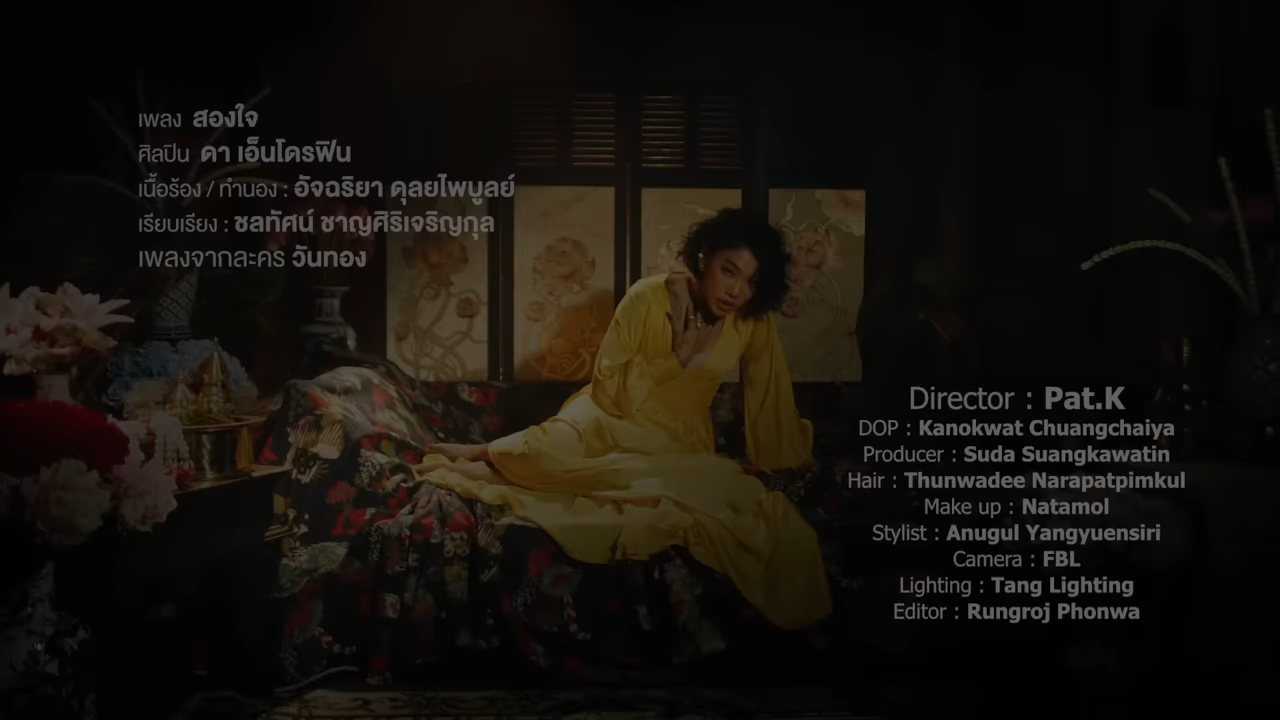 เพลง สองใจ
ศิลปิน ดา เอ็นโดรฟิน
เนื้อร้อง / ทำนอง : อัจฉริยา ดุลยไพบูลย์
เรียบเรียง : ชลทัศน์ ชาญศิริเจริญกุล
เพลงจากละคร วันทอง
Director : Pat.K
DOP : Kanokwat Chuangchaiya
Producer : Suda Suangkawatin
Hair : Thunwadee Narapatpimkul
Make up : Natamol
Stylist : Anugul Yangyuensiri
Camera : FBL
Lighting : Tang Lighting
Editor : Rungroj Phonwa